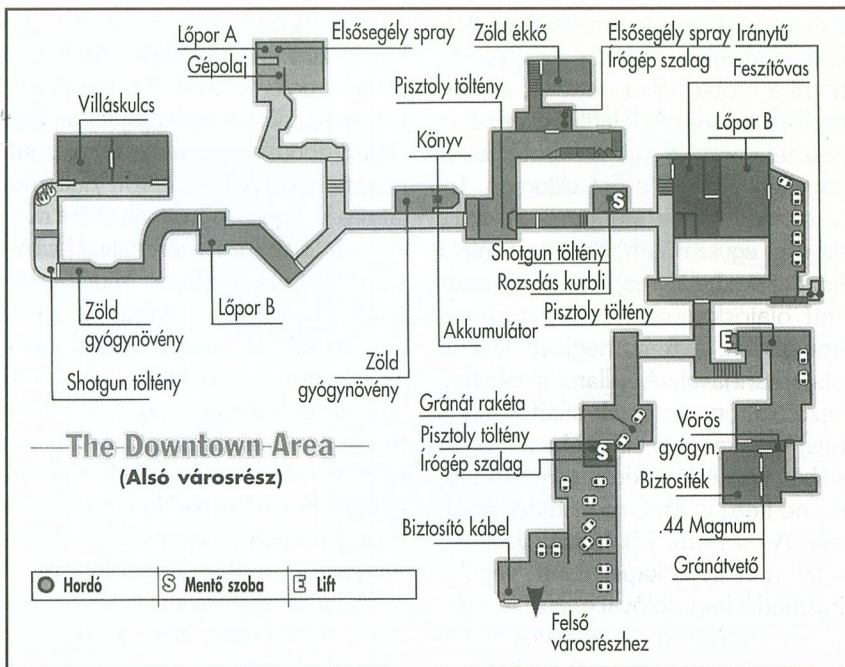 Lőpor A
Elsősegély spray
Zöld ékkő
Elsősegély spray
Iránytű
Gépolaj
Írógép szalag
Feszítővas
Villáskulcs
Pisztoly töltény
Lőpor B
Könyv
S
Shotgun töltény
Rozsdás kurbli
Zöld
gyógynövény
Lőpor B
Pisztoly töltény
Akkumulátor
E
Zöld
gyógynövény
Shotgun töltény
Gránát rakéta
Vörös
gyógyn.
Pisztoly töltény
S
Írógép szalag
Biztosíték
The Downtown Area
(Alsó városrész)
.44 Magnum
Biztosító kábel
Gránátvető
Hordó
S Mentő szoba
E Lift
Felső
városrészhez